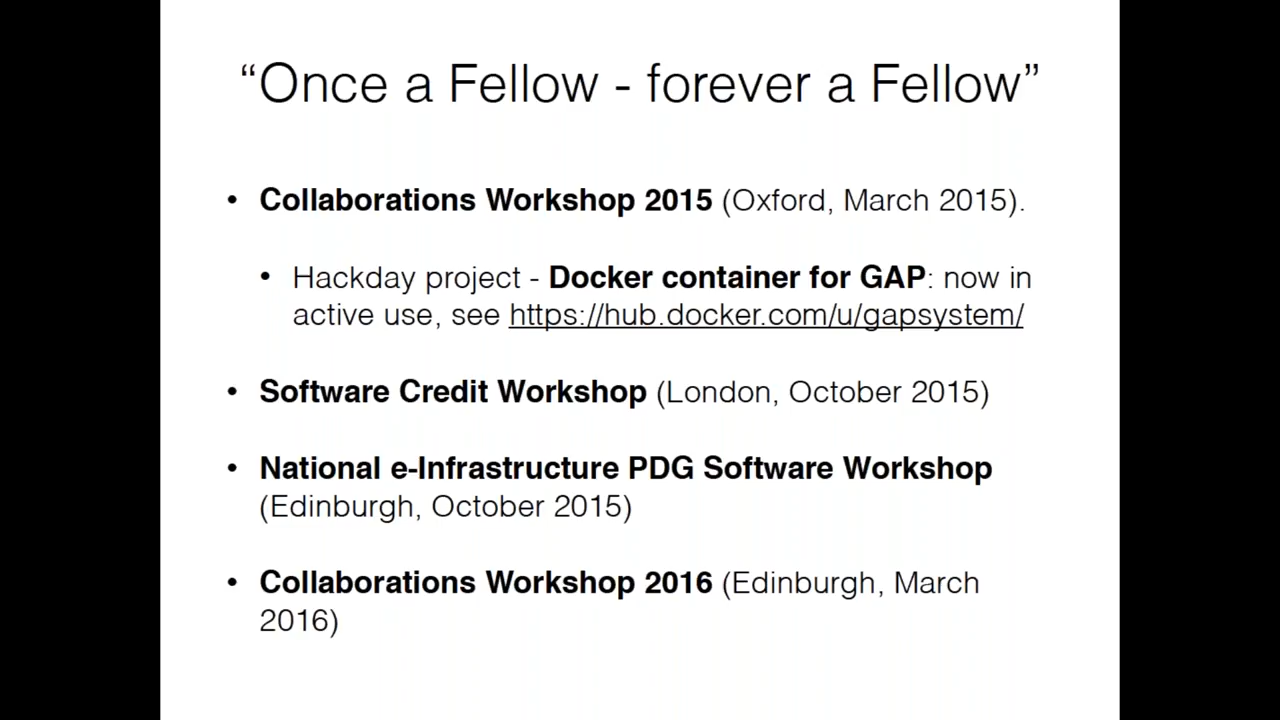 “Once a Fellow - forever a Fellow”
• Collaborations Workshop 2015 (Oxford, March 2015).
• Hackday project - Docker container for GAP: now in
active use, see https://hub.docker.com/u/gapsystem/
• Software Credit Workshop (London, October 2015)
• National e-Infrastructure PDG Software Workshop
(Edinburgh, October 2015)
• Collaborations Workshop 2016 (Edinburgh, March
2016)